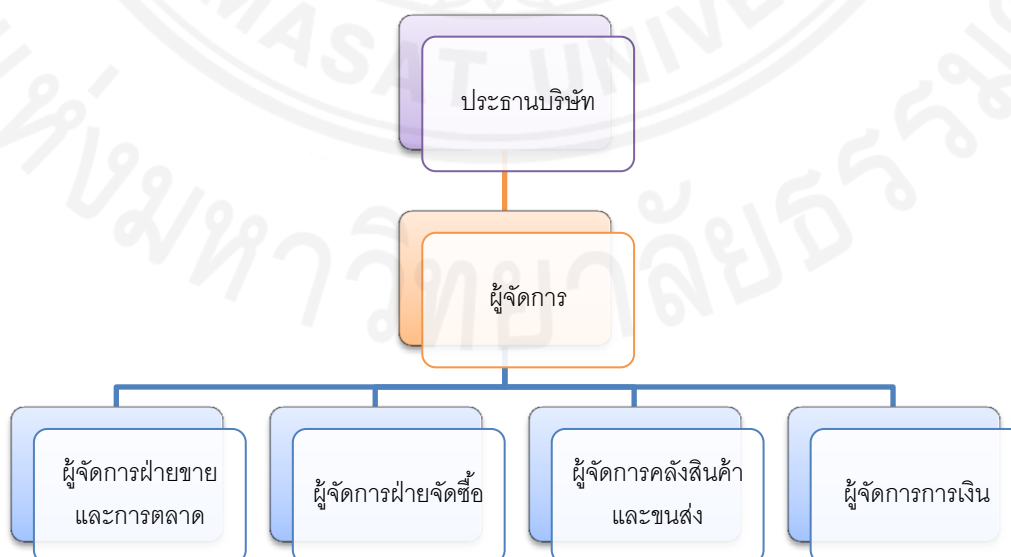 ประธานบริษัท
ผู้จัดการ
ผู้จัดการฝ่ายขาย
และการตลาด
ผู้จัดการฝ่ายจัดซื้อ
ผู้จัดการคลังสินค้า
และขนส่ง
ผู้จัดการการเงิน